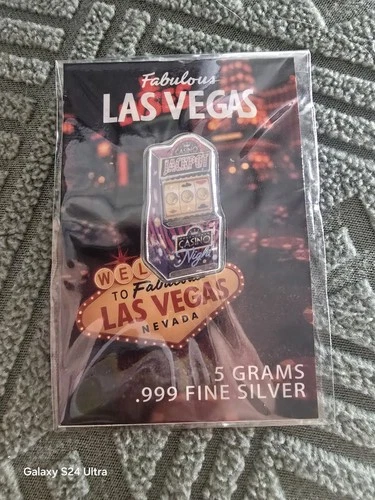 Fabulous
LAS VEGAS
JACKPOT
CASINO
Night
WEL
TO Fabulous
LAS VEGAS
NEVADA
5 GRAMS
.999 FINE SILVER
Galaxy S24 Ultra